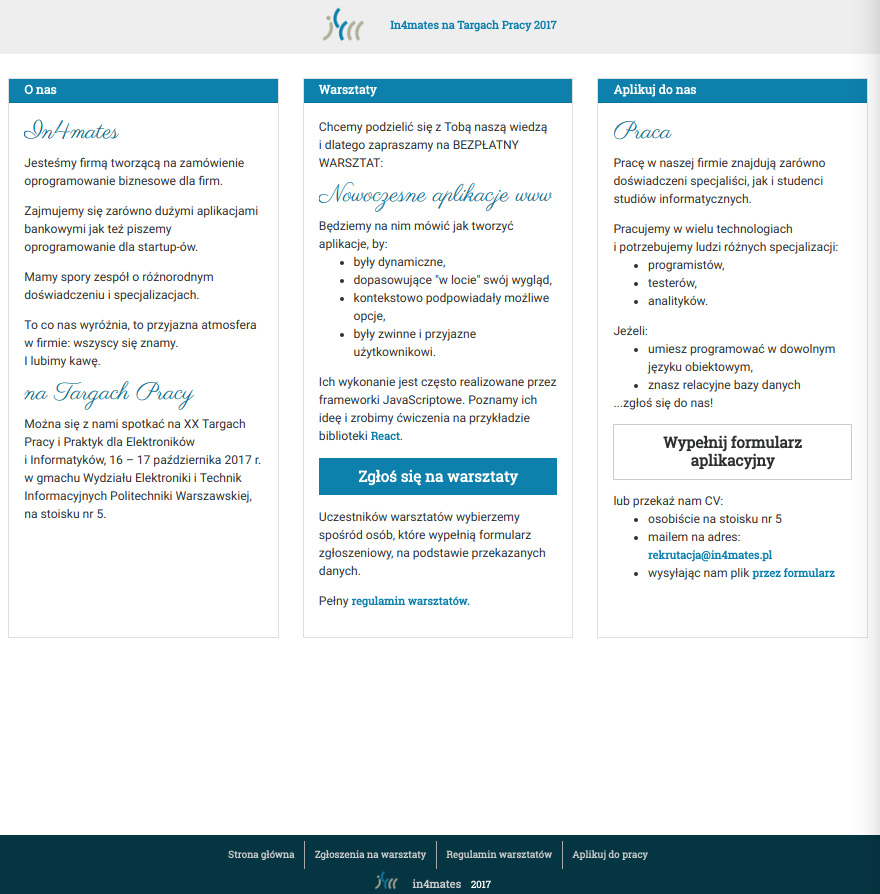 In4mates na Targach Pracy 2017
O nas
In4mates
Jesteśmy firmą tworzącą na zamówienie
oprogramowanie biznesowe dla firm.
Zajmujemy się zarówno dużymi aplikacjami
bankowymi jak też piszemy
oprogramowanie dla startup-ów.
Mamy spory zespół o różnorodnym
doświadczeniu i specjalizacjach.
To co nas wyróżnia, to przyjazna atmosfera
w firmie: wszyscy się znamy.
I lubimy kawę.
na Targach Pracy
Można się z nami spotkać na XX Targach
Pracy i Praktyk dla Elektroników
i Informatyków, 16 – 17 października 2017 r.
w gmachu Wydziału Elektroniki i Technik
Informacyjnych Politechniki Warszawskiej,
na stoisku nr 5.
Warsztaty
Chcemy podzielić się z Tobą naszą wiedzą
i dlatego zapraszamy na BEZPŁATNY
WARSZTAT:
Nowoczesne aplikacje www
Będziemy na nim mówić jak tworzyć
aplikacje, by:
• były dynamiczne,
• dopasowujące "w locie" swój wygląd,
• kontekstowo podpowiadały możliwe
opcje,
• były zwinne i przyjazne
użytkownikowi.
Ich wykonanie jest często realizowane przez
frameworki JavaScriptowe. Poznamy ich
ideę i zrobimy ćwiczenia na przykładzie
biblioteki React.
Zgłoś się na warsztaty
Uczestników warsztatów wybierzemy
spośród osób, które wypełnią formularz
zgłoszeniowy, na podstawie przekazanych
danych.
Pełny regulamin warsztatów.
Aplikuj do nas
Praca
Pracę w naszej firmie znajdują zarówno
doświadczeni specjaliści, jak i studenci
studiów informatycznych.
Pracujemy w wielu technologiach
i potrzebujemy ludzi różnych specjalizacji:
• programistów,
• testerów,
• analityków.
Jeżeli:
• umiesz programować w dowolnym
języku obiektowym,
• znasz relacyjne bazy danych
...zgłoś się do nas!
Wypełnij formularz
aplikacyjny
lub przekaż nam CV:
• osobiście na stoisku nr 5
• mailem na adres:
rekrutacja@in4mates.pl
• wysyłając nam plik przez formularz
Strona główna
Zgłoszenia na warsztaty
Regulamin warsztatów
Aplikuj do pracy
in4mates 2017